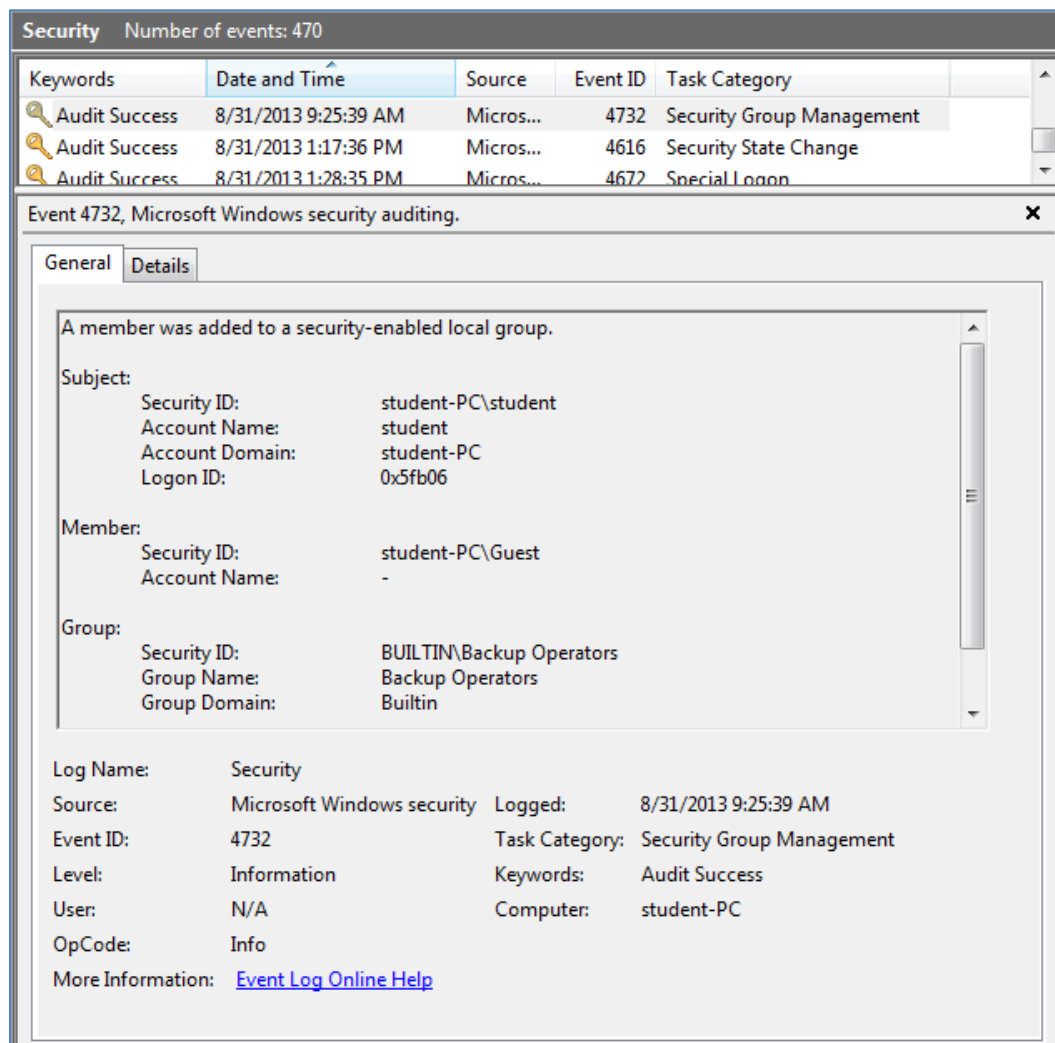 Security Number of events: 470
Keywords Date and Time Source Event ID Task Category
Audit Success 8/31/2013 9:25:39 AM Micros... 4732 Security Group Management
Audit Success 8/31/2013 1:17:36 PM Micros... 4616 Security State Change
Audit Success 8/31/2013 1:28:35 PM Micros... 4672 Special Logon
Event 4732, Microsoft Windows security auditing.
General Details
A member was added to a security-enabled local group.
Subject:
Security ID: student-PC\student
Account Name: student
Account Domain: student-PC
Logon ID: 0x5fb06
Member:
Security ID: student-PC\Guest
Account Name: -
Group:
Security ID: BUILTIN\Backup Operators
Group Name: Backup Operators
Group Domain: Builtin
Log Name: Security
Source: Microsoft Windows security Logged: 8/31/2013 9:25:39 AM
Event ID: 4732 Task Category: Security Group Management
Level: Information Keywords: Audit Success
User: N/A Computer: student-PC
OpCode: Info
More Information: Event Log Online Help